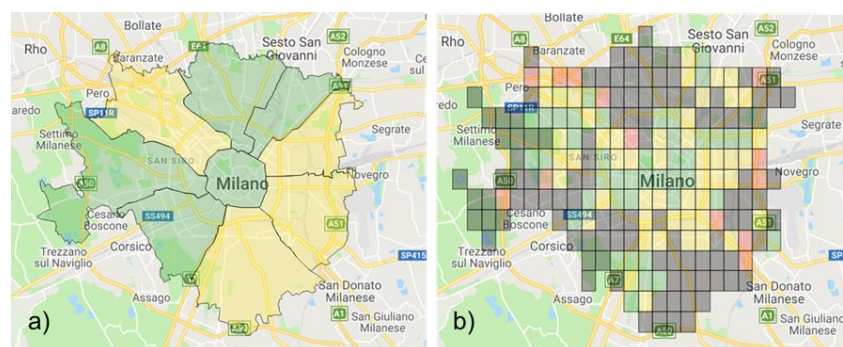 Bollate
Rho
A8
E64
Sesto San
Giovanni
A52
Cologno
Monzese
Baranzate
Pero
A51
SP11R
aredo
Settimo
Milanese
Segrate
SAN SIRO
A50
Milano
Novegro
Cesano
Boscone
SS494
A51
Corsico
Trezzano
sul Naviglio
SP415
A7
Assago
San Donato
Milanese
A50
A1
San Giuliano
Milanese
a)
Bollate
Rho
A8
E64
Sesto San
Giovanni
A52
Cologno
Monzese
Baranzate
Pero
A51
SP11R
aredo
Settimo
Milanese
Segrate
SAN SIRO
A50
Milano
Novegro
Cesano
Boscone
SS494
A51
Corsico
Trezzano
sul Naviglio
SP
A7
Assago
San Donato
Milanese
A50
A1
San Giuliano
Milanese
b)